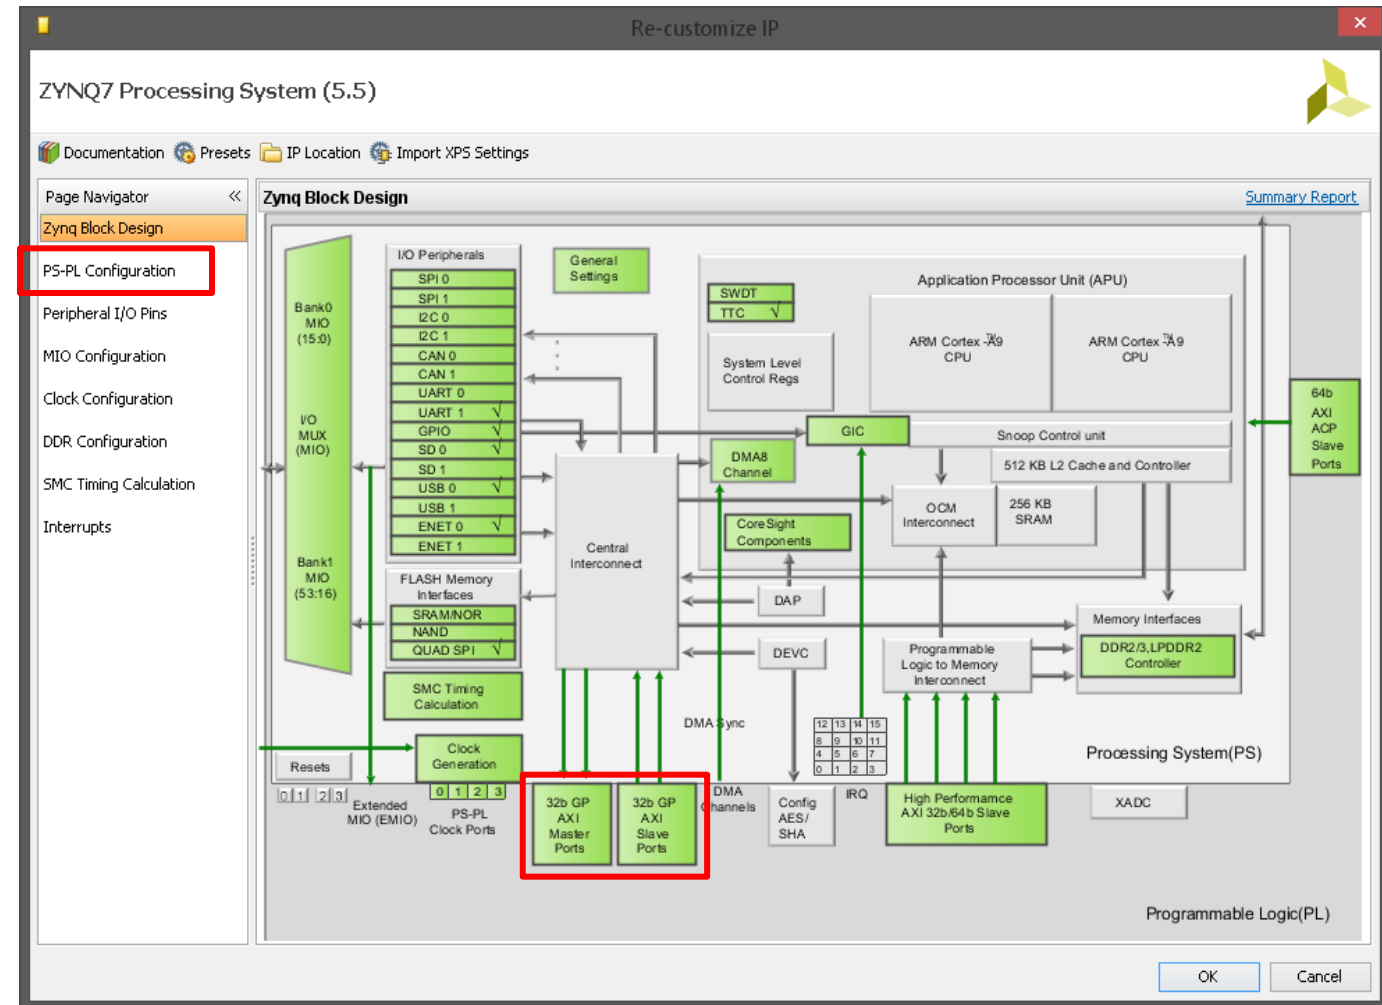 Re-customize IP
ZYNQ7 Processing System (5.5)
Documentation Presets IP Location Import XPS Settings
Page Navigator «
Zynq Block Design
PS-PL Configuration
Peripheral I/O Pins
MIO Configuration
Clock Configuration
DDR Configuration
SMC Timing Calculation
Interrupts
Zynq Block Design
Summary Report
Bank0
MIO
(15:0)
I/O
MUX
(MIO)
Bank1
MIO
(53:16)
I/O Peripherals
SPI 0
SPI 1
I2C 0
I2C 1
CAN 0
CAN 1
UART 0
UART 1 √
GPIO √
SD 0 √
SD 1
USB 0 √
USB 1
ENET 0 √
ENET 1
FLASH Memory
Interfaces
SRAM/NOR
NAND
QUAD SPI √
SMC Timing
Calculation
General
Settings
Central
Interconnect
Application Processor Unit (APU)
SWDT
TTC √
System Level
Control Regs
ARM Cortex -A9
TM
CPU
ARM Cortex -A9
TM
CPU
GIC
Snoop Control unit
512 KB L2 Cache and Controller
DMA8
Channel
OCM
Interconnect
256 KB
SRAM
CoreSight
Components
DAP
DEVC
Programmable
Logic to Memory
Interconnect
Memory Interfaces
DDR2/3,LPDDR2
Controller
64b
AXI
ACP
Slave
Ports
Resets
0 1 2 3
Extended
MIO (EMIO)
Clock
Generation
0 1 2 3
PS-PL
Clock Ports
32b GP
AXI
Master
Ports
32b GP
AXI
Slave
Ports
DMA Sync
DMA
Channels
Config
AES/
SHA
12 13 14 15
8 9 10 11
4 5 6 7
0 1 2 3
IRQ
High Performamce
AXI 32b/64b Slave
Ports
XADC
Processing System(PS)
Programmable Logic(PL)
OK Cancel